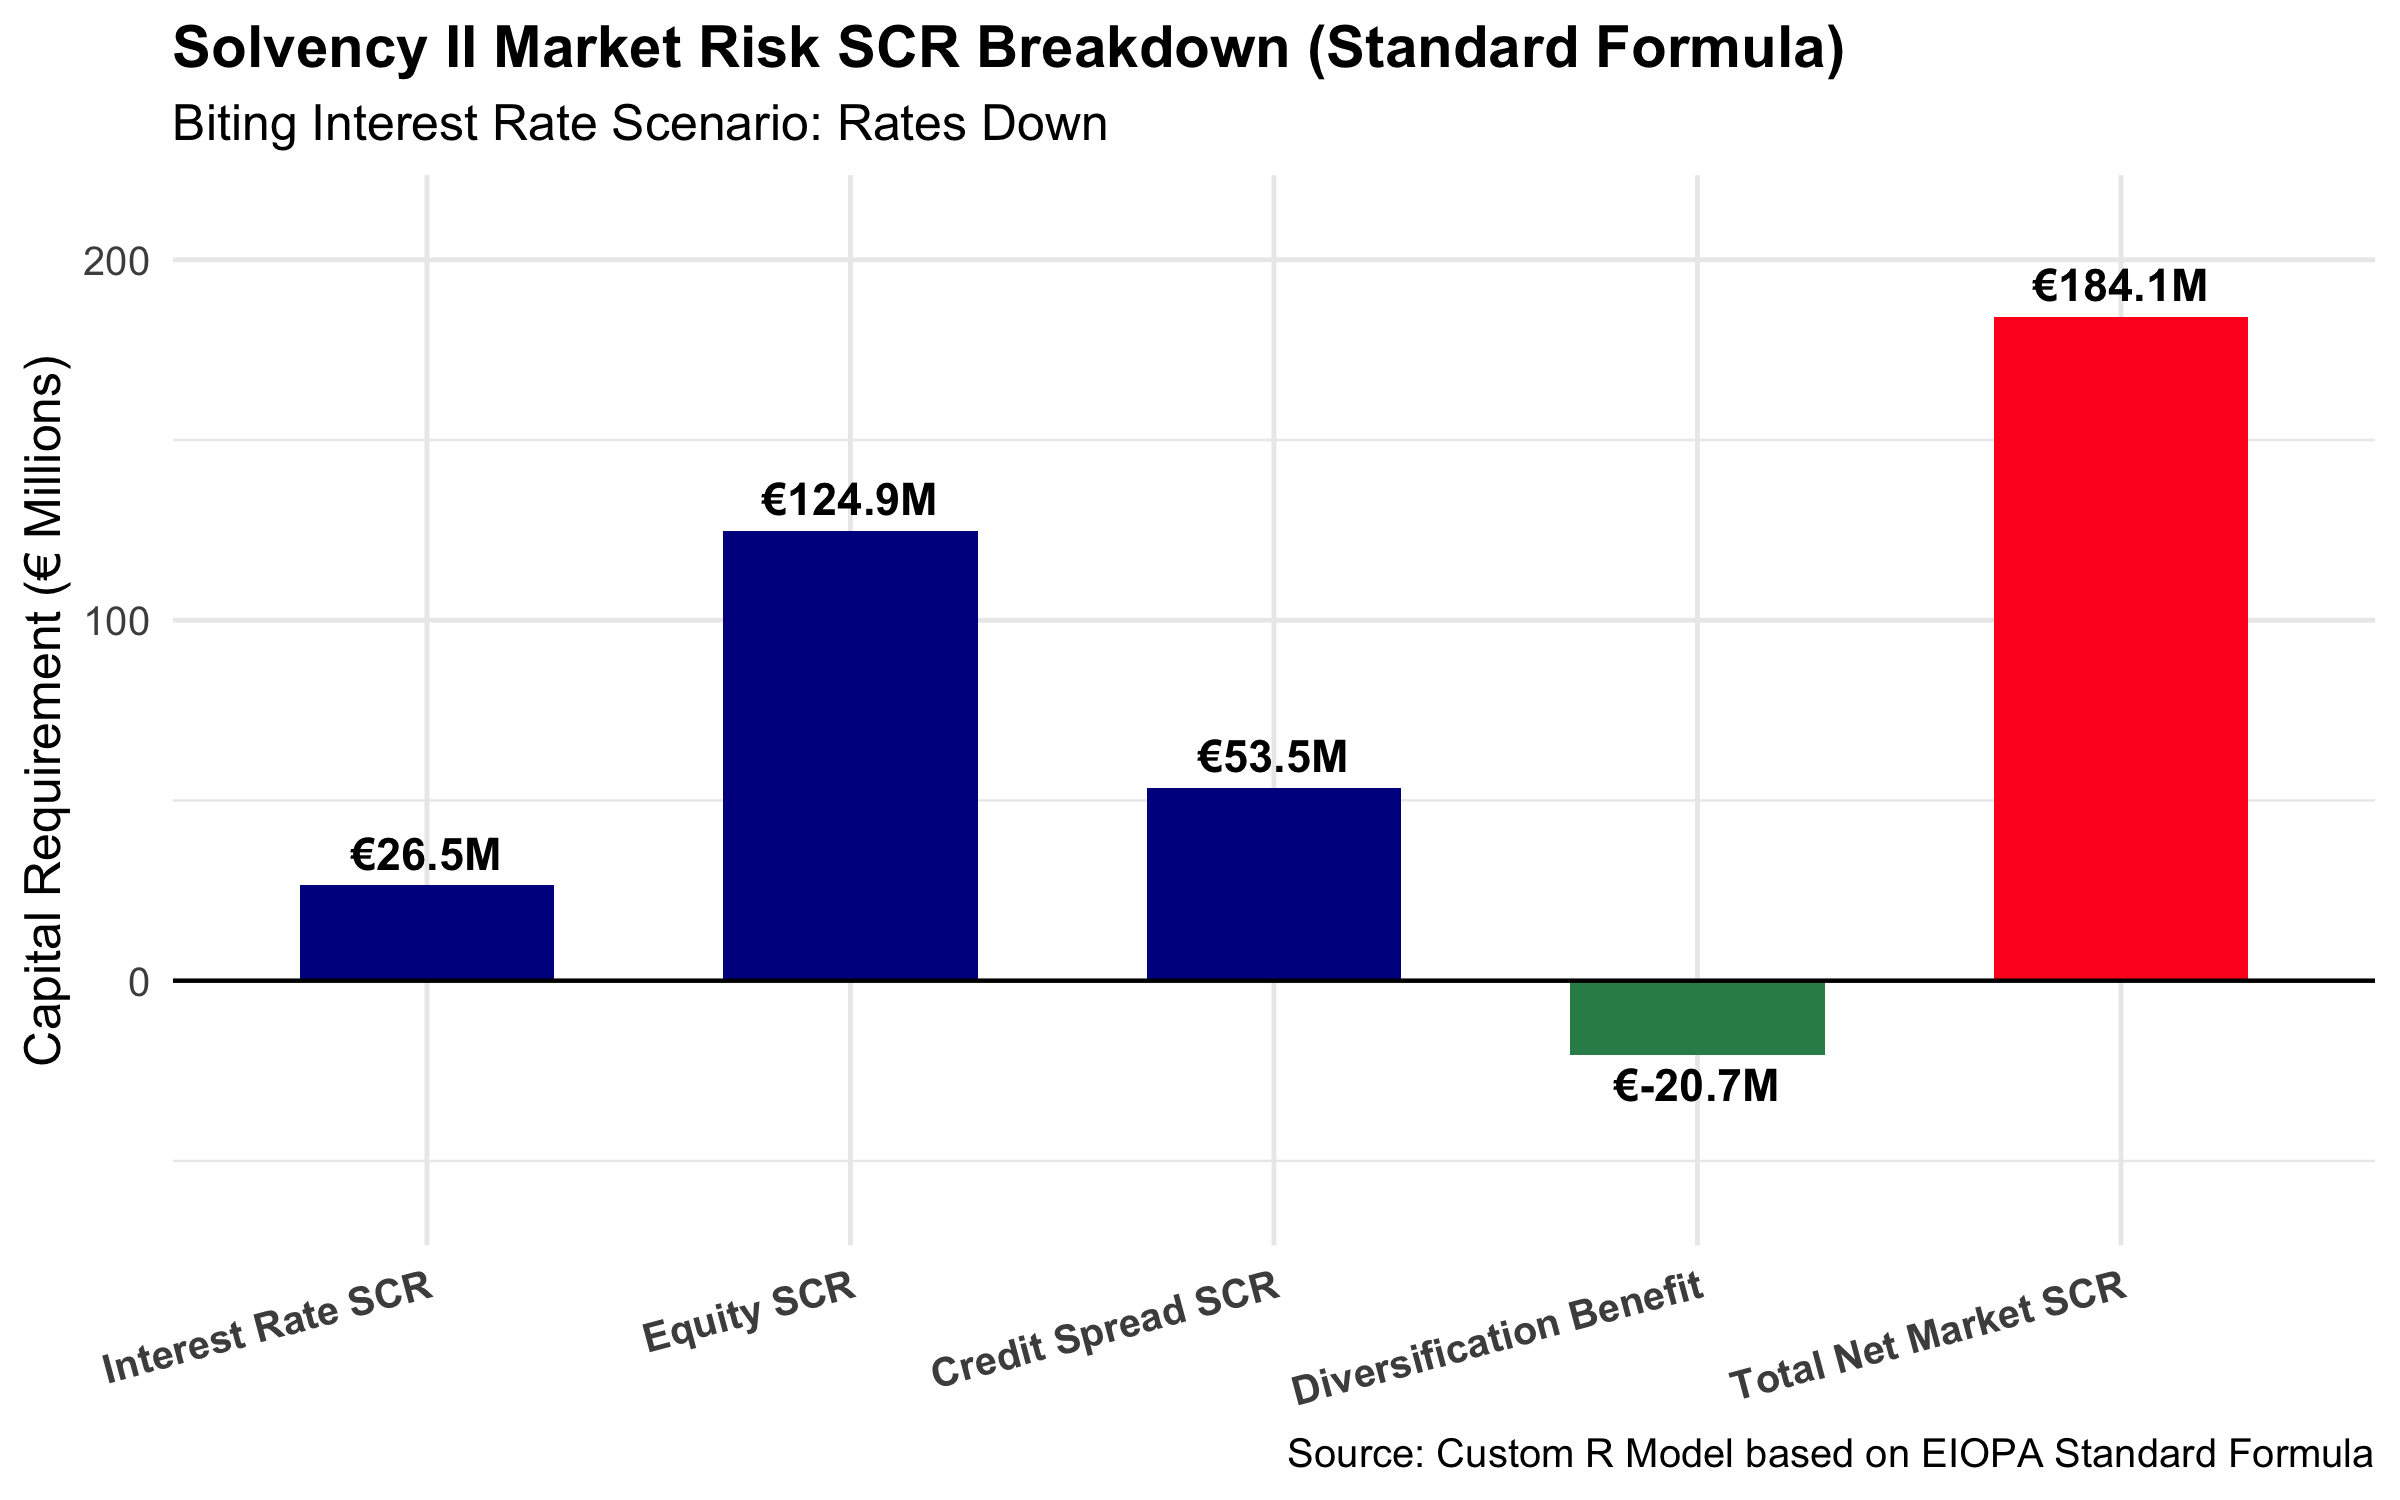 Solvency II Market Risk SCR Breakdown (Standard Formula)
Biting Interest Rate Scenario: Rates Down
Capital Requirement (€ Millions)
200
100
0
€26.5M
€124.9M
€53.5M
€-20.7M
€184.1M
Interest Rate SCR
Equity SCR
Credit Spread SCR
Diversification Benefit
Total Net Market SCR
Source: Custom R Model based on EIOPA Standard Formula